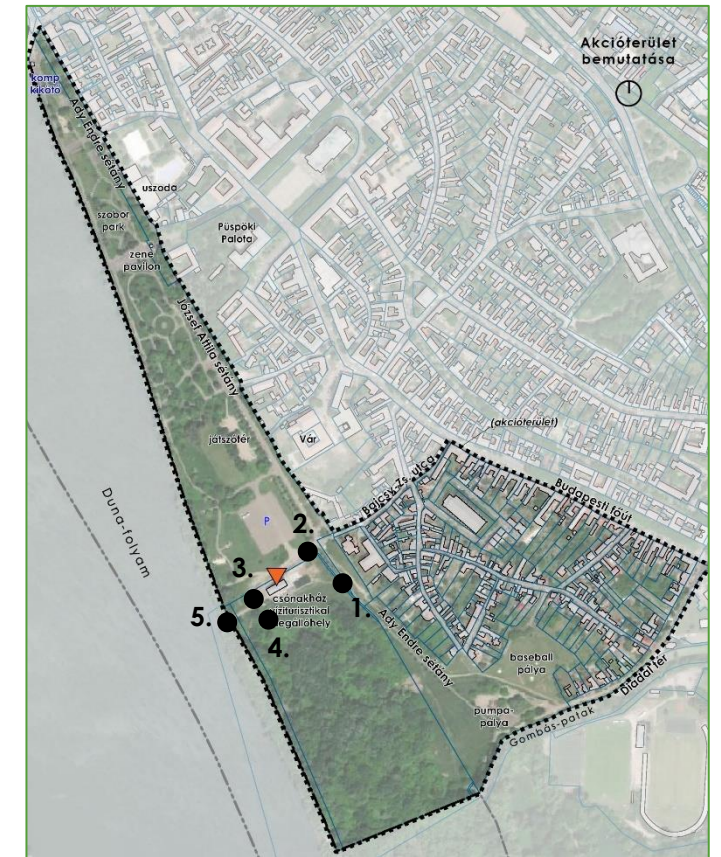 Akcióterület
bemutatása
komp
kikötő
Ady Endre sétány
uszoda
szobor
park
Püspöki
Palota
zene
pavilon
József Attila sétány
(akcióterület)
játszótér
Vár
Bajcsy-Zs. utca
Budapesti főút
Duna-folyam
P
2.
3.
1.
csónakház
viziturisztikai
megállóhely
5.
4.
Ady Endre sétány
baseball
pálya
Diadal tér
pumpa-
pálya
Gombás-patak